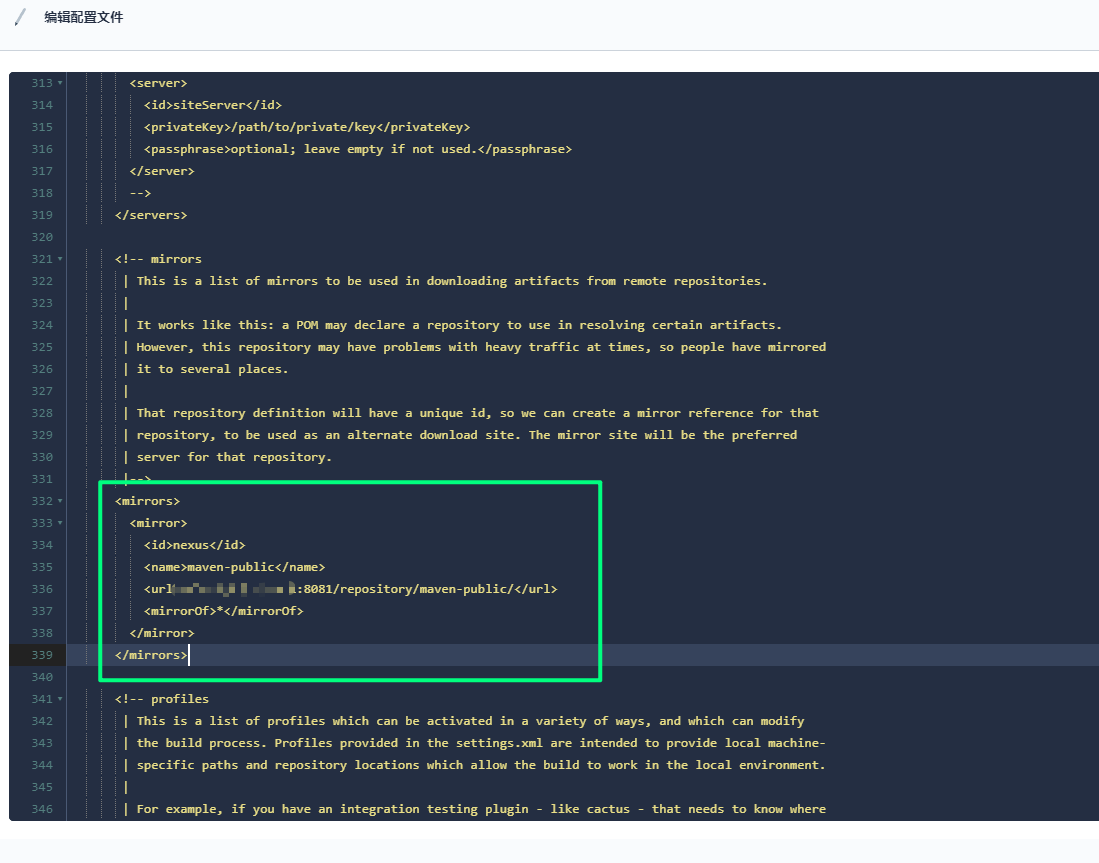 编辑配置文件
313 <server>
314 <id>siteServer</id>
315 <privateKey>/path/to/private/key</privateKey>
316 <passphrase>optional; leave empty if not used.</passphrase>
317 </server>
318 -->
319 </servers>
320
321 <!-- mirrors
322 | This is a list of mirrors to be used in downloading artifacts from remote repositories.
323 |
324 | It works like this: a POM may declare a repository to use in resolving certain artifacts.
325 | However, this repository may have problems with heavy traffic at times, so people have mirrored
326 | it to several places.
327 |
328 | That repository definition will have a unique id, so we can create a mirror reference for that
329 | repository, to be used as an alternate download site. The mirror site will be the preferred
330 | server for that repository.
331 |-->
332 <mirrors>
333 <mirror>
334 <id>nexus</id>
335 <name>maven-public</name>
336 <url :8081/repository/maven-public/</url>
337 <mirrorOf>*</mirrorOf>
338 </mirror>
339 </mirrors>
340
341 <!-- profiles
342 | This is a list of profiles which can be activated in a variety of ways, and which can modify
343 | the build process. Profiles provided in the settings.xml are intended to provide local machine-
344 | specific paths and repository locations which allow the build to work in the local environment.
345 |
346 | For example, if you have an integration testing plugin - like cactus - that needs to know where